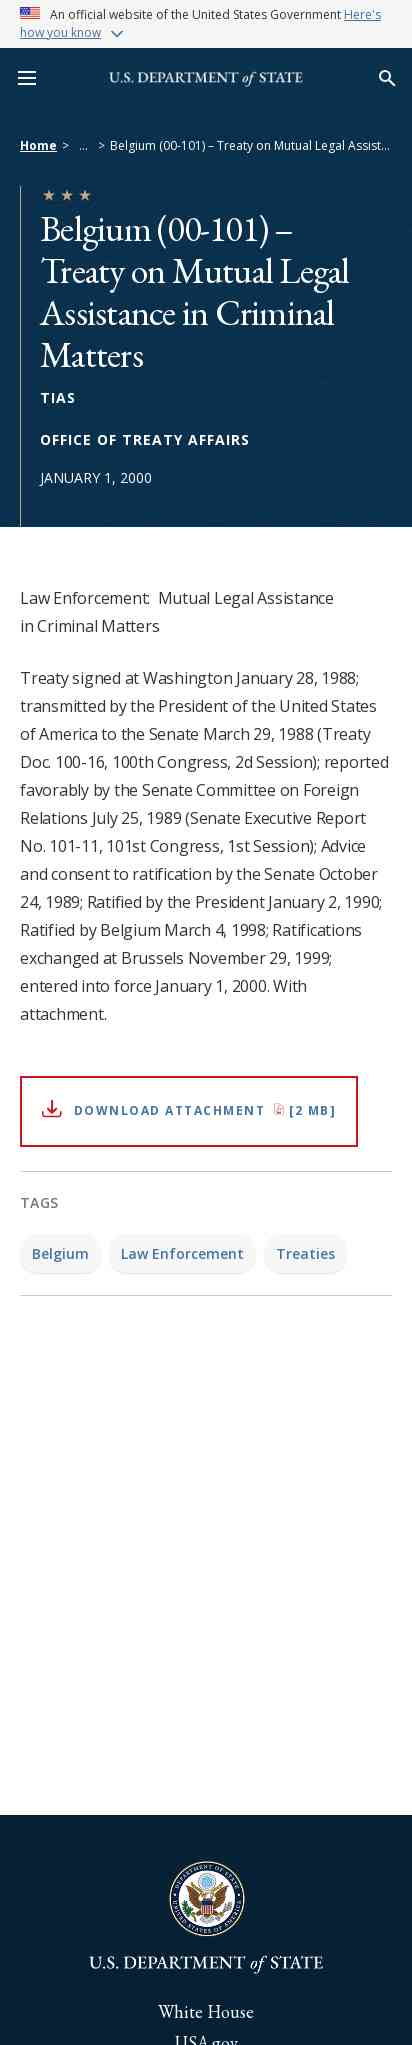 An official website of the United States Government Here's
how you know
U.S. DEPARTMENT of STATE
Home > ... > Belgium (00-101) – Treaty on Mutual Legal Assist...
Belgium (00-101) –
Treaty on Mutual Legal
Assistance in Criminal
Matters
TIAS
OFFICE OF TREATY AFFAIRS
JANUARY 1, 2000
Law Enforcement:  Mutual Legal Assistance
in Criminal Matters
Treaty signed at Washington January 28, 1988;
transmitted by the President of the United States
of America to the Senate March 29, 1988 (Treaty
Doc. 100-16, 100th Congress, 2d Session); reported
favorably by the Senate Committee on Foreign
Relations July 25, 1989 (Senate Executive Report
No. 101-11, 101st Congress, 1st Session); Advice
and consent to ratification by the Senate October
24, 1989; Ratified by the President January 2, 1990;
Ratified by Belgium March 4, 1998; Ratifications
exchanged at Brussels November 29, 1999;
entered into force January 1, 2000. With
attachment.
DOWNLOAD ATTACHMENT [2 MB]
TAGS
Belgium Law Enforcement Treaties
DEPARTMENT OF STATE
UNITED STATES OF AMERICA
U.S. DEPARTMENT of STATE
White House
USA.gov